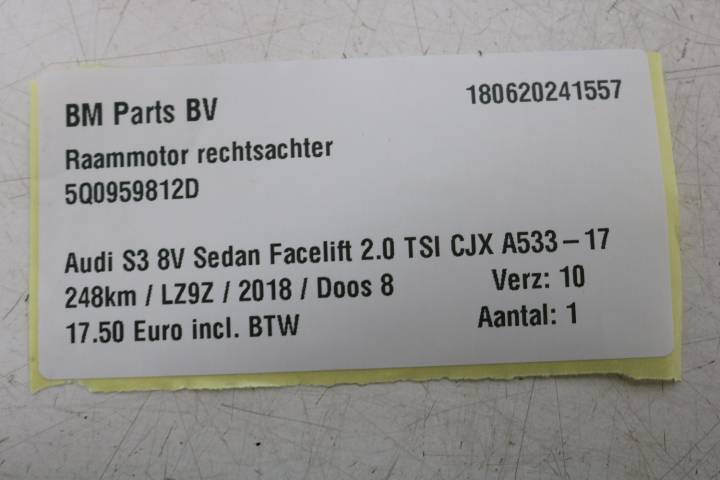 BM Parts BV 180620241557
Raammotor rechtsachter
5Q0959812D
Audi S3 8V Sedan Facelift 2.0 TSI CJX A533-17
248km / LZ9Z / 2018 / Doos 8 Verz: 10
17.50 Euro incl. BTW Aantal: 1